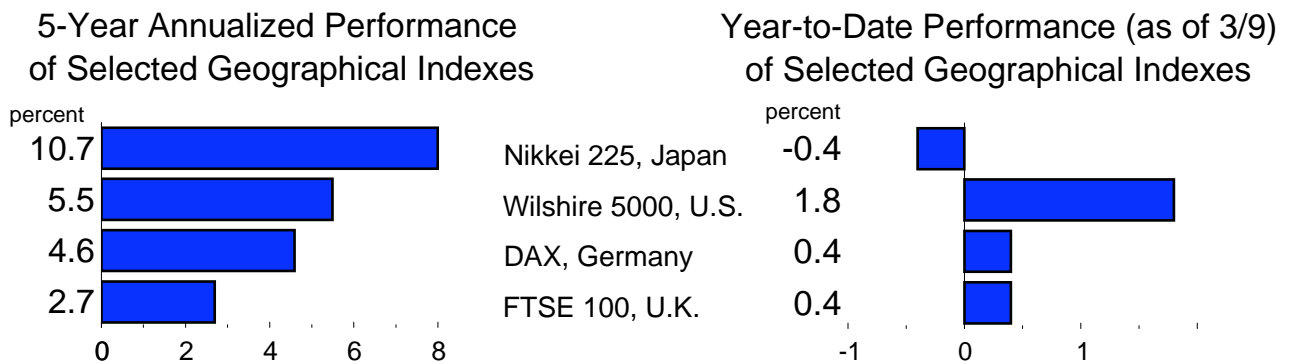 5-Year Annualized Performance
of Selected Geographical Indexes
Year-to-Date Performance (as of 3/9)
of Selected Geographical Indexes
percent
percent
10.7
Nikkei 225, Japan
-0.4
5.5
Wilshire 5000, U.S.
1.8
4.6
DAX, Germany
0.4
2.7
FTSE 100, U.K.
0.4
0 2 4 6 8
-1 0 1